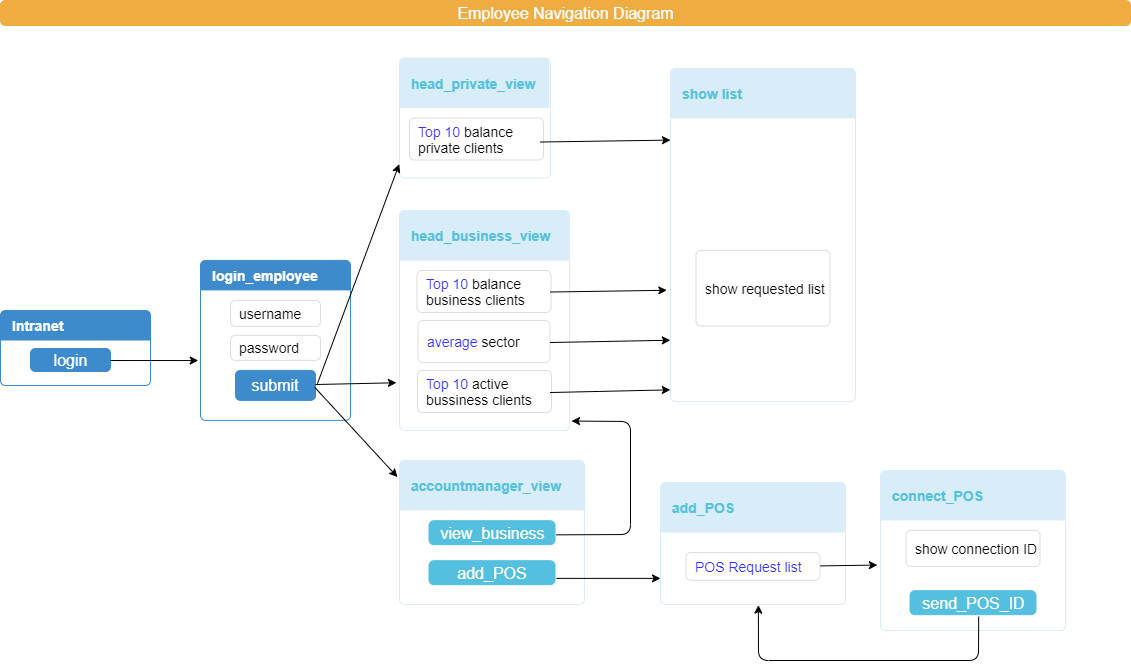 Employee Navigation Diagram
head_private_view
Top 10 balance
private clients
show list
show requested list
head_business_view
Top 10 balance
business clients
average sector
Top 10 active
bussiness clients
login_employee
username
password
submit
Intranet
login
accountmanager_view
view_business
add_POS
add_POS
POS Request list
connect_POS
show connection ID
send_POS_ID